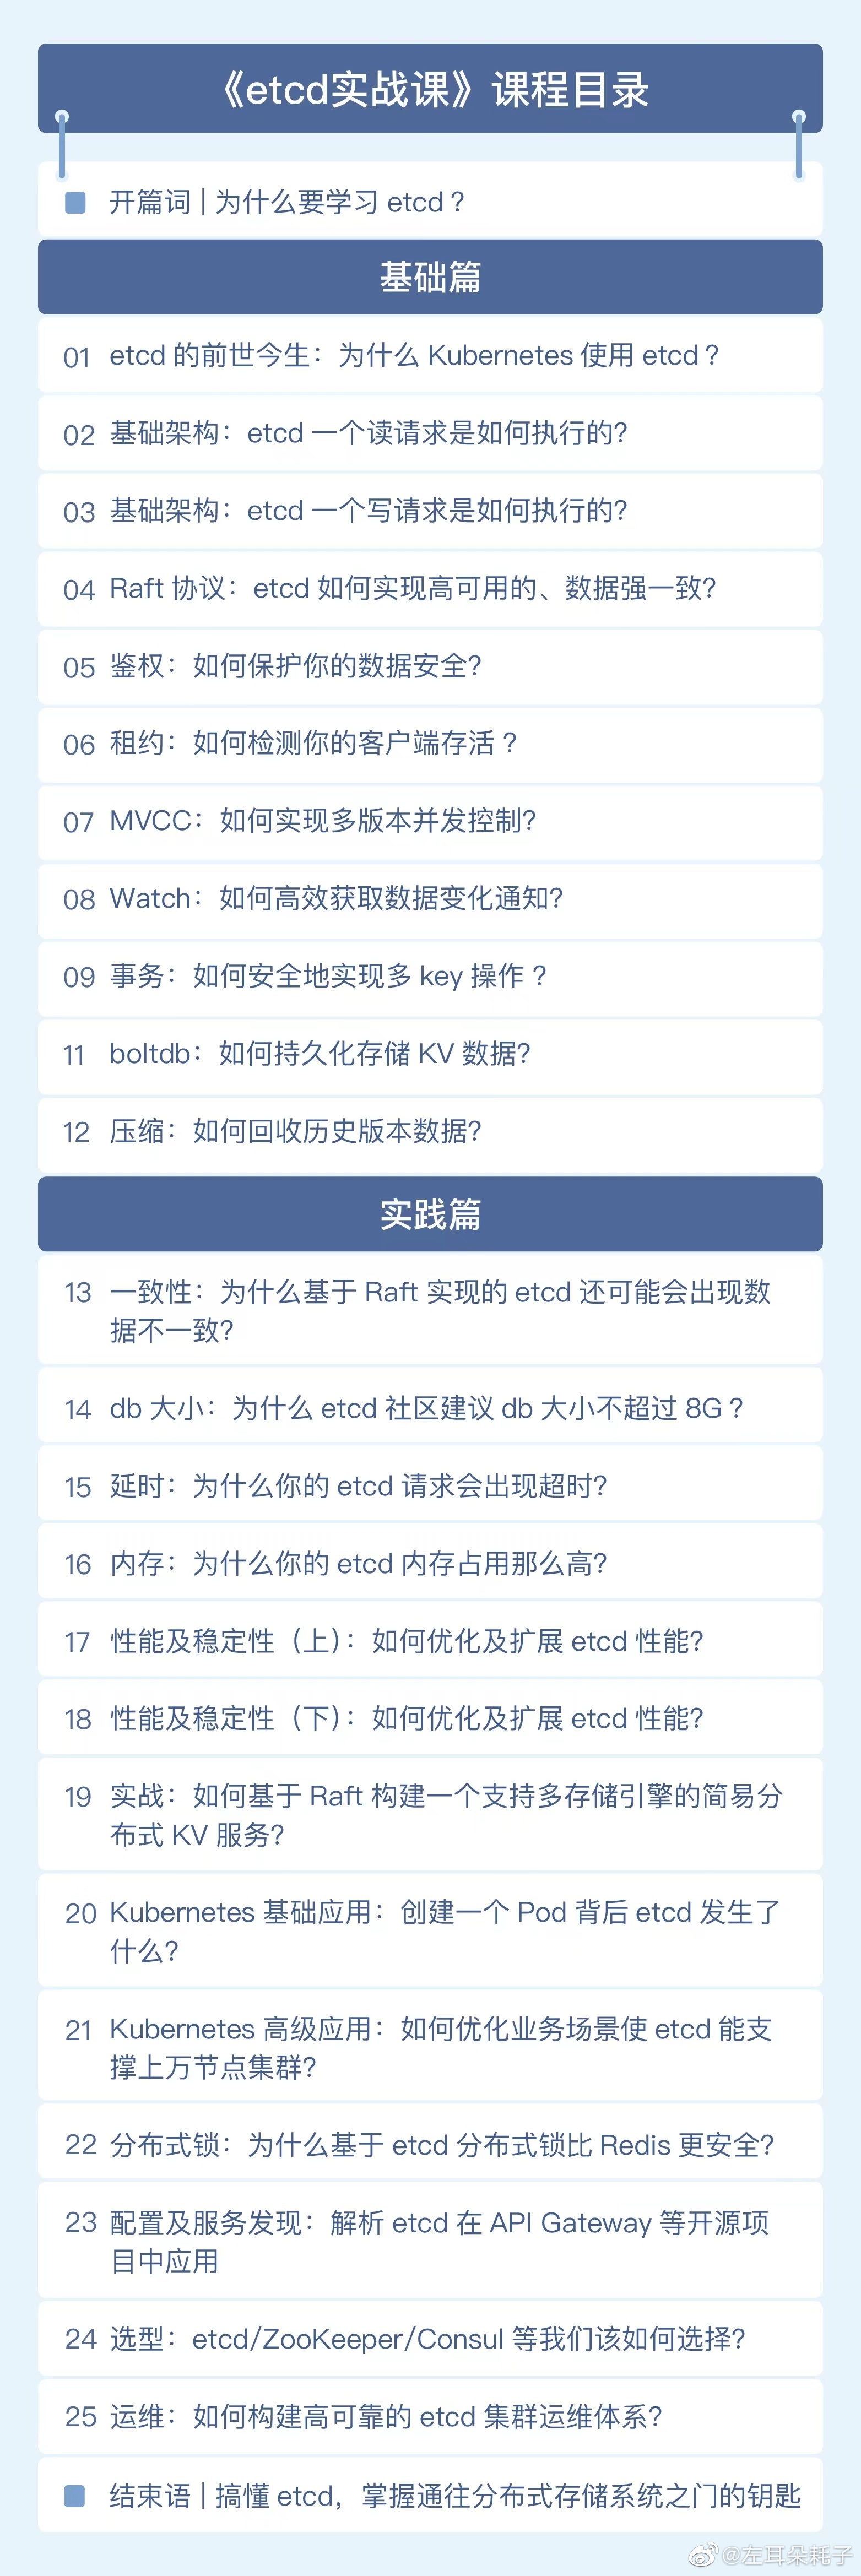 《etcd实战课》课程目录
开篇词 | 为什么要学习 etcd？
基础篇
01 etcd 的前世今生：为什么 Kubernetes 使用 etcd？
02 基础架构：etcd 一个读请求是如何执行的?
03 基础架构：etcd 一个写请求是如何执行的?
04 Raft 协议：etcd 如何实现高可用的、数据强一致?
05 鉴权：如何保护你的数据安全?
06 租约：如何检测你的客户端存活？
07 MVCC：如何实现多版本并发控制?
08 Watch：如何高效获取数据变化通知?
09 事务：如何安全地实现多 key 操作？
11 boltdb：如何持久化存储 KV 数据?
12 压缩：如何回收历史版本数据?
实践篇
13 一致性：为什么基于 Raft 实现的 etcd 还可能会出现数
据不一致?
14 db 大小：为什么 etcd 社区建议 db 大小不超过 8G？
15 延时：为什么你的 etcd 请求会出现超时?
16 内存：为什么你的 etcd 内存占用那么高?
17 性能及稳定性（上）：如何优化及扩展 etcd 性能?
18 性能及稳定性（下）：如何优化及扩展 etcd 性能?
19 实战：如何基于 Raft 构建一个支持多存储引擎的简易分
布式 KV 服务?
20 Kubernetes 基础应用：创建一个 Pod 背后 etcd 发生了
什么?
21 Kubernetes 高级应用：如何优化业务场景使 etcd 能支
撑上万节点集群?
22 分布式锁：为什么基于 etcd 分布式锁比 Redis 更安全?
23 配置及服务发现：解析 etcd 在 API Gateway 等开源项
目中应用
24 选型：etcd/ZooKeeper/Consul 等我们该如何选择?
25 运维：如何构建高可靠的 etcd 集群运维体系?
结束语 | 搞懂 etcd，掌握通往分布式存储系统之门的钥匙
@左耳朵耗子